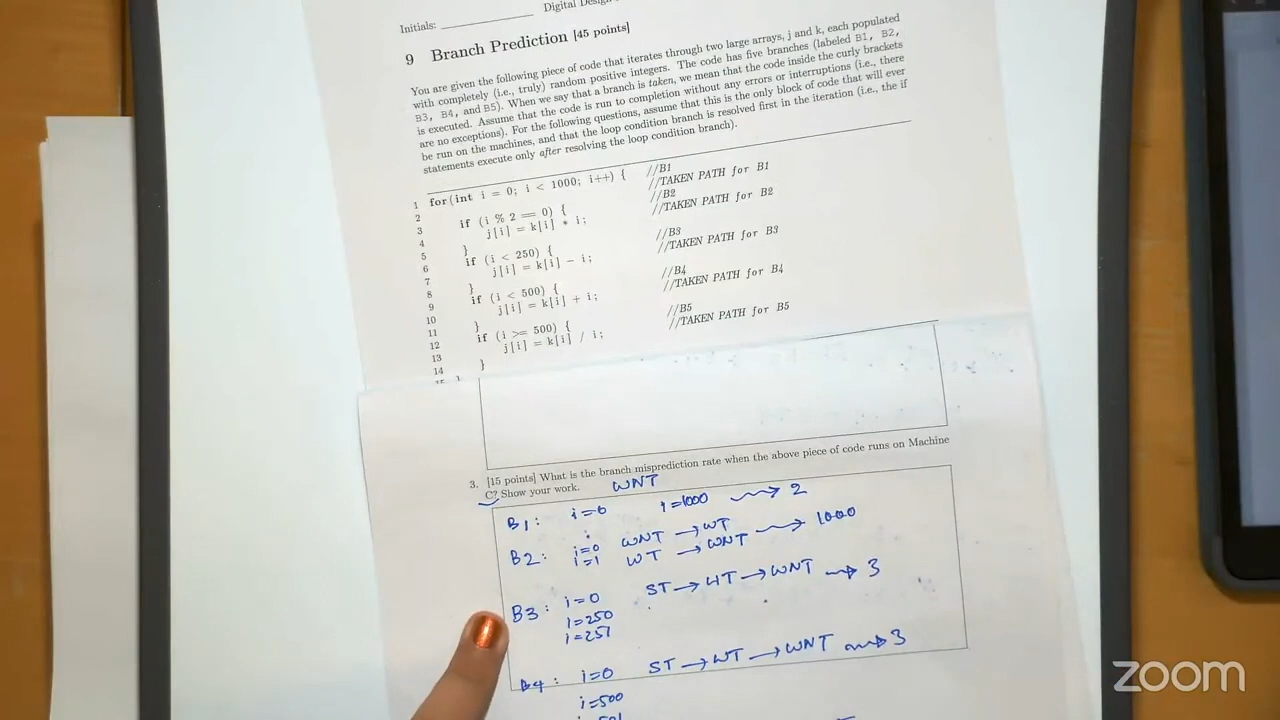 Initials:
Digital Design
9 Branch Prediction [45 points]
You are given the following piece of code that iterates through two large arrays, j and k, each populated
with completely (i.e., truly) random positive integers. The code has five branches (labeled B1, B2,
B3, B4, and B5). When we say that a branch is taken, we mean that the code inside the curly brackets
is executed. Assume that the code is run to completion without any errors or interruptions (i.e., there
are no exceptions). For the following questions, assume that this is the only block of code that will ever
be run on the machines, and that the loop condition branch is resolved first in the iteration (i.e., the if
statements execute only after resolving the loop condition branch).
1 for(int i = 0; i < 1000; i++) { //B1
2 //TAKEN PATH for B1
3 if (i % 2 == 0) { //B2
4 j[i] = k[i] * i; //TAKEN PATH for B2
5 }
6 if (i < 250) { //B3
7 j[i] = k[i] - i; //TAKEN PATH for B3
8 }
9 if (i < 500) { //B4
10 j[i] = k[i] + i; //TAKEN PATH for B4
11 }
12 if (i >= 500) { //B5
13 j[i] = k[i] / i; //TAKEN PATH for B5
14 }
15 }
3. [15 points] What is the branch misprediction rate when the above piece of code runs on Machine
C? Show your work. WNT
B1: i=0 i=1000 → 2
B2: i=0 WNT → WT
i=1 WT → WNT → 1000
B3: i=0 ST → WT → WNT → 3
i=250
i=251
B4: i=0 ST → WT → WNT → 3
i=500
i=501
zoom